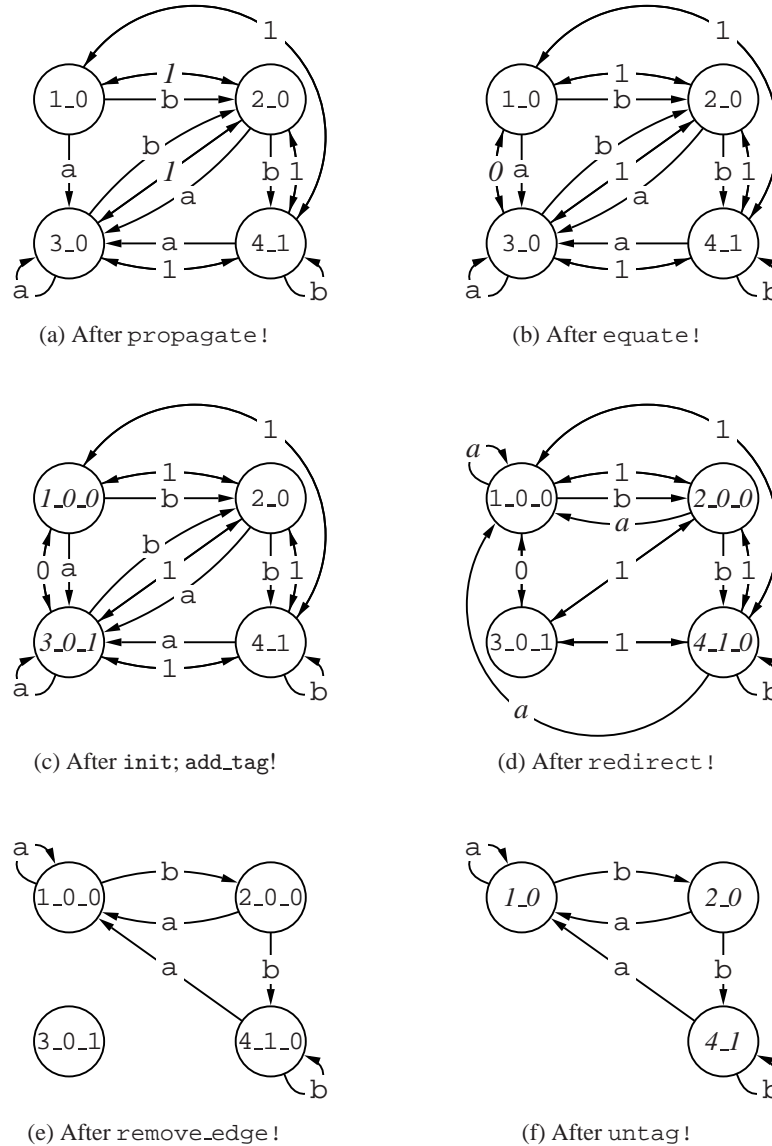 1
1_0
1
b
2_0
a
b
1
a
b
1
3_0
a
1
4_1
a
b
(a) After propagate!
1
1_0
1
b
2_0
0
a
b
1
a
b
1
3_0
a
1
4_1
a
b
(b) After equate!
1
1_0_0
1
b
2_0
0
a
b
1
a
b
1
3_0_1
a
1
4_1
a
b
(c) After init; add_tag!
1
a
1_0_0
1
b
a
2_0_0
0
1
b
1
3_0_1
1
4_1_0
a
b
(d) After redirect!
a
1_0_0
b
a
2_0_0
a
b
3_0_1
4_1_0
b
(e) After remove_edge!
a
1_0
b
a
2_0
a
b
4_1
b
(f) After untag!